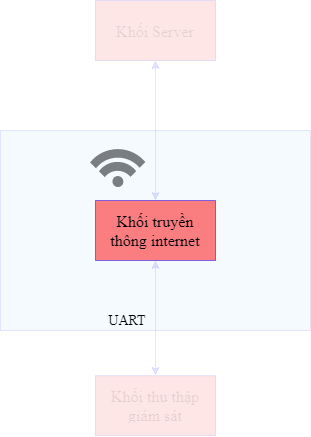 Khối Server
Khối truyền
thông internet
UART
Khối thu thập
giám sát